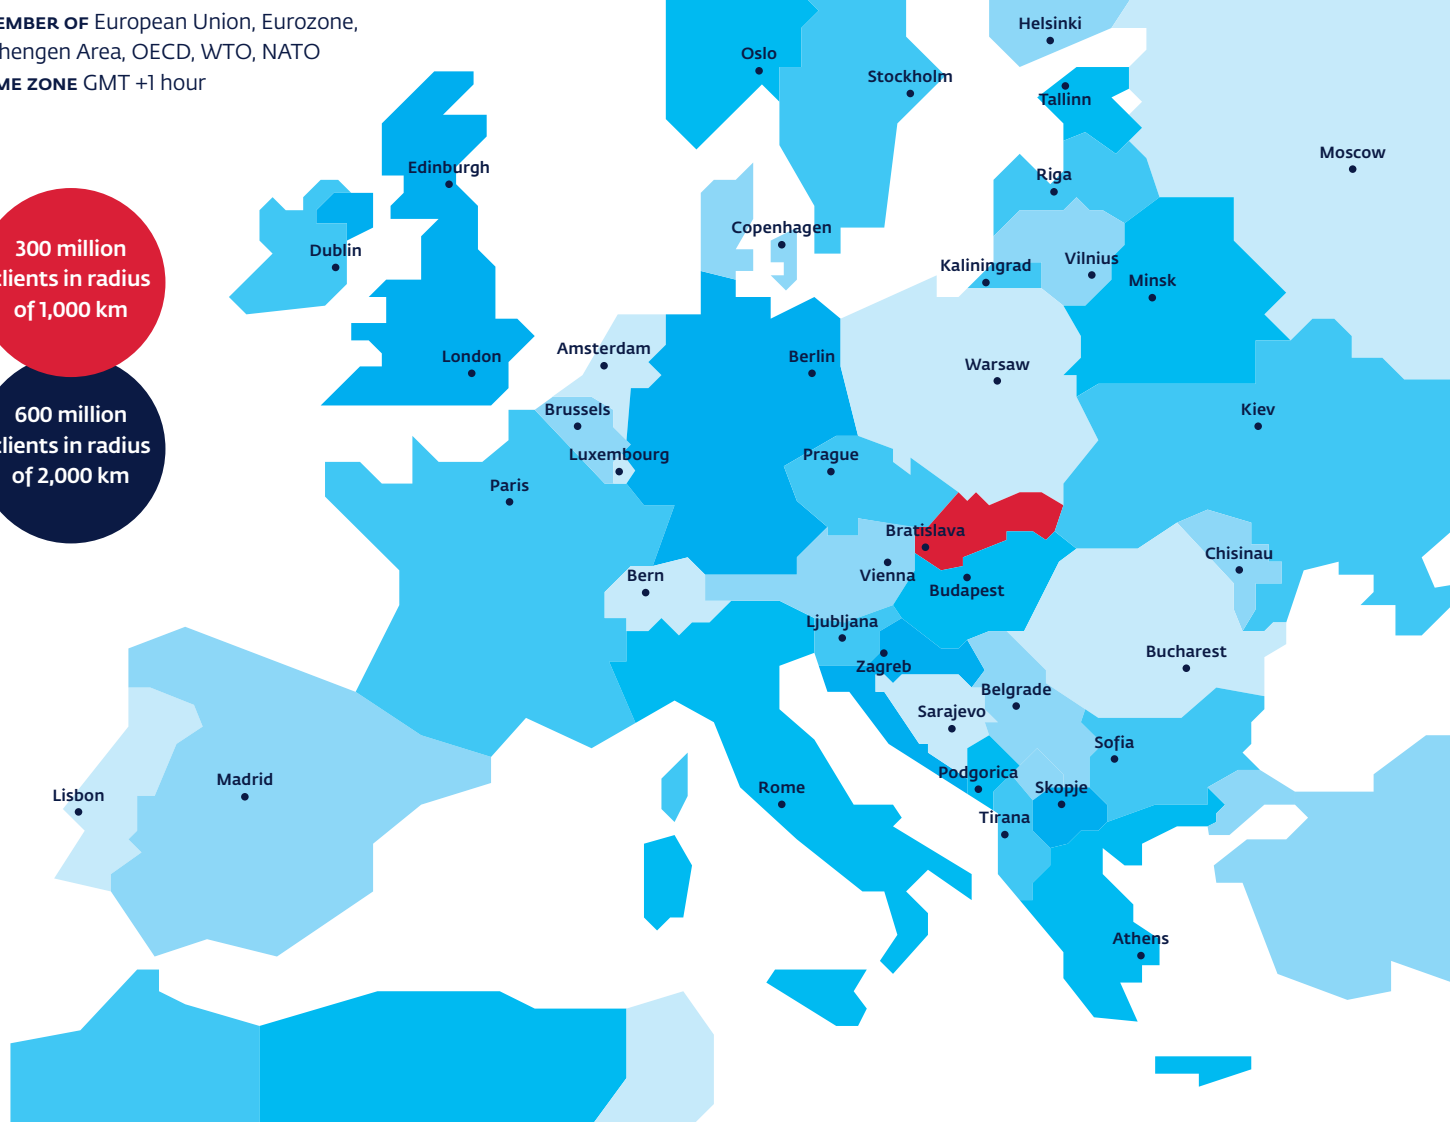 EMBER OF European Union, Eurozone,
hengen Area, OECD, WTO, NATO
ME ZONE GMT +1 hour
Helsinki
Oslo
Stockholm
Tallinn
Moscow
Edinburgh
Riga
Copenhagen
Dublin
300 million
clients in radius
of 1,000 km
Kaliningrad
Vilnius
Minsk
London
Amsterdam
Berlin
Warsaw
600 million
clients in radius
of 2,000 km
Brussels
Kiev
Luxembourg
Prague
Paris
Bratislava
Chisinau
Bern
Vienna
Budapest
Ljubljana
Zagreb
Bucharest
Belgrade
Sarajevo
Sofia
Podgorica
Madrid
Lisbon
Rome
Skopje
Tirana
Athens